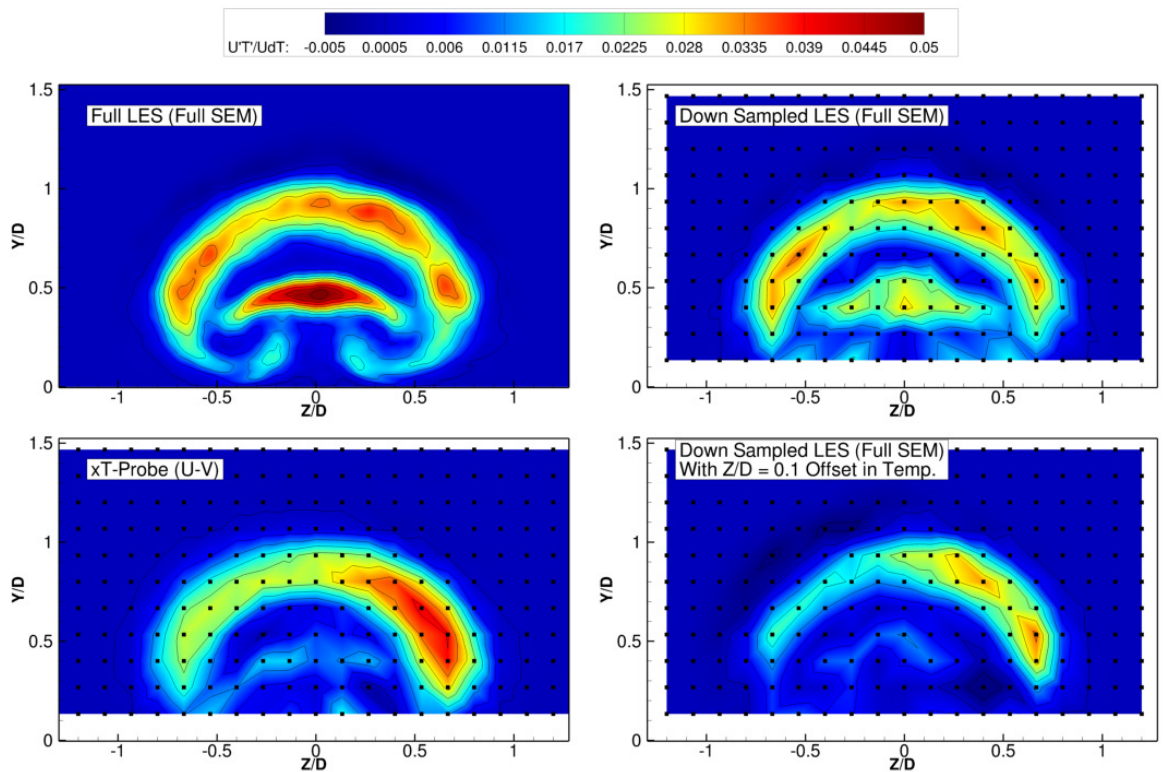 U'T'/UdT: -0.005 0.0005 0.006 0.0115 0.017 0.0225 0.028 0.0335 0.039 0.0445 0.05
Full LES (Full SEM)
Y/D
1.5
1
0.5
0
-1 -0.5 0 0.5 1
Z/D
Down Sampled LES (Full SEM)
Y/D
1.5
1
0.5
0
-1 -0.5 0 0.5 1
Z/D
xT-Probe (U-V)
Y/D
1.5
1
0.5
0
-1 -0.5 0 0.5 1
Z/D
Down Sampled LES (Full SEM)
With Z/D = 0.1 Offset in Temp.
Y/D
1.5
1
0.5
0
-1 -0.5 0 0.5 1
Z/D